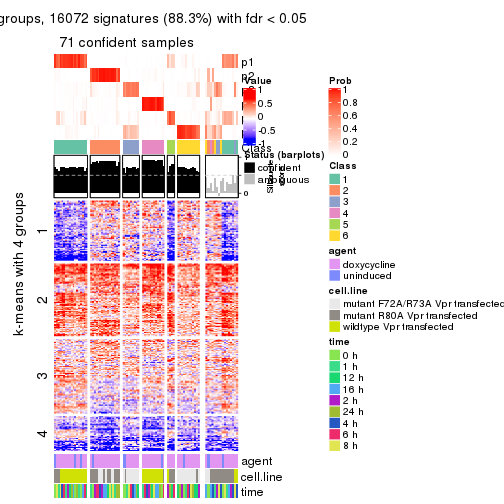 groups, 16072 signatures (88.3%) with fdr < 0.05
71 confident samples
p1
p2
Value
1
0.5
0
-0.5
-1
Class
Status (barplots)
confident
ambiguous
0
k-means with 4 groups
1
2
3
4
agent
cell.line
time
Prob
1
0.8
0.6
0.4
0.2
0
Class
1
2
3
4
5
6
agent
doxycycline
uninduced
cell.line
mutant F72A/R73A Vpr transfected
mutant R80A Vpr transfected
wildtype Vpr transfected
time
0 h
1 h
12 h
16 h
2 h
24 h
4 h
6 h
8 h